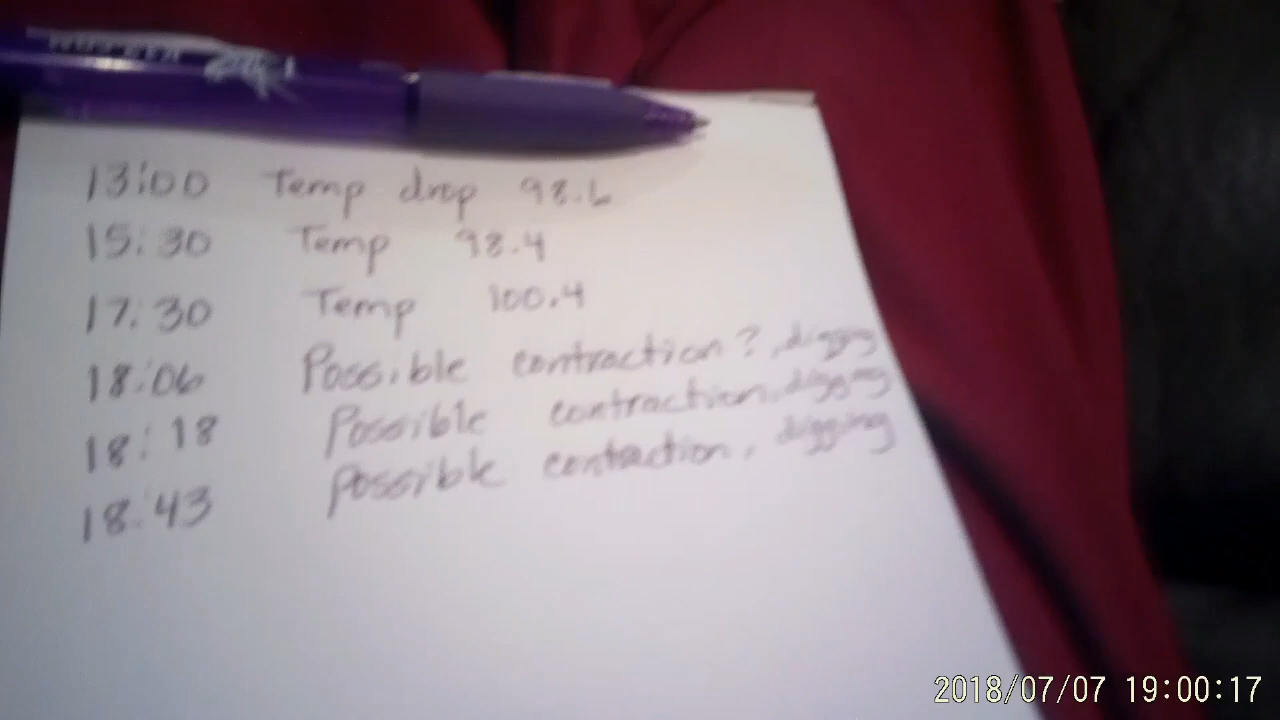 13:00 Temp drop 98.6
15:30 Temp 98.4
17:30 Temp 100.4
18:06 Possible contraction?, digging
18:18 Possible contraction, digging
18:43 Possible contraction, digging
2018/07/07 19:00:17